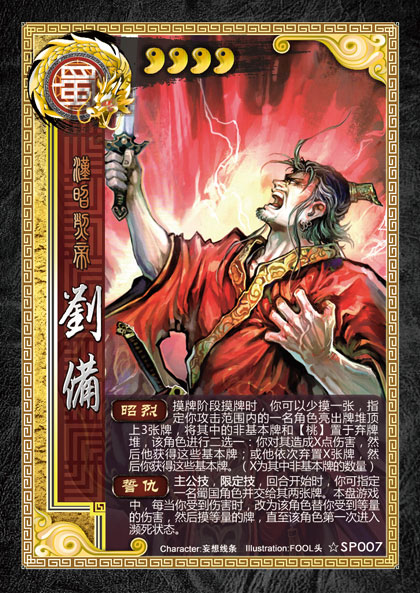 蜀
漢昭烈帝
劉備
昭烈
摸牌阶段摸牌时，你可以少摸一张，指
定你攻击范围内的一名角色亮出牌堆顶
上3张牌，将其中的非基本牌和【桃】置于弃牌
堆，该角色进行二选一：你对其造成X点伤害，然
后他获得这些基本牌；或他依次弃置X张牌，然
后你获得这些基本牌。（X为其中非基本牌的数量）
誓仇
主公技，限定技，回合开始时，你可指定
一名蜀国角色并交给其两张牌。本盘游戏
中，每当你受到伤害时，改为该角色替你受到等量
的伤害，然后摸等量的牌，直至该角色第一次进入
濒死状态。
Character:妄想线条 Illustration:FOOL头 ☆SP007